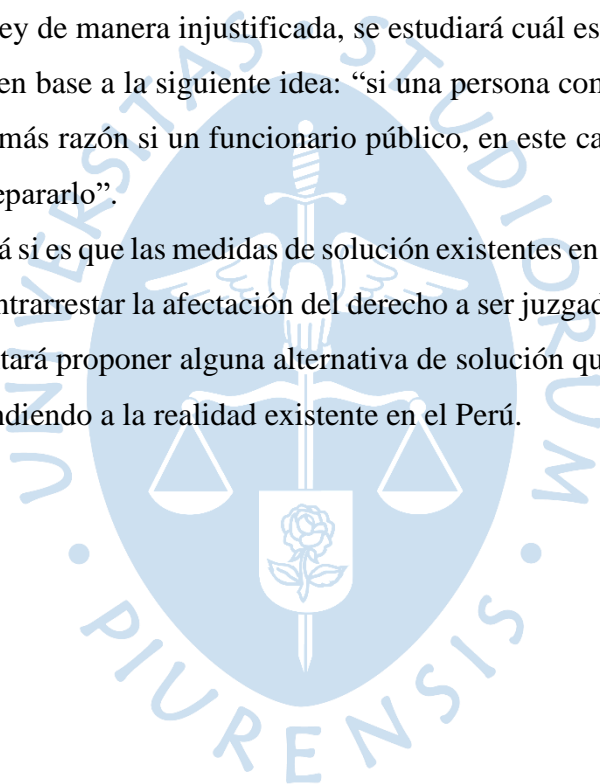 ey de manera injustificada, se estudiará cuál es
en base a la siguiente idea: “si una persona con
más razón si un funcionario público, en este ca
epararlo”.
á si es que las medidas de solución existentes en
ntrarrestar la afectación del derecho a ser juzgad
tará proponer alguna alternativa de solución qu
ndiendo a la realidad existente en el Perú.
UNIVERSITAS STUDIORUM
PIURENSIS